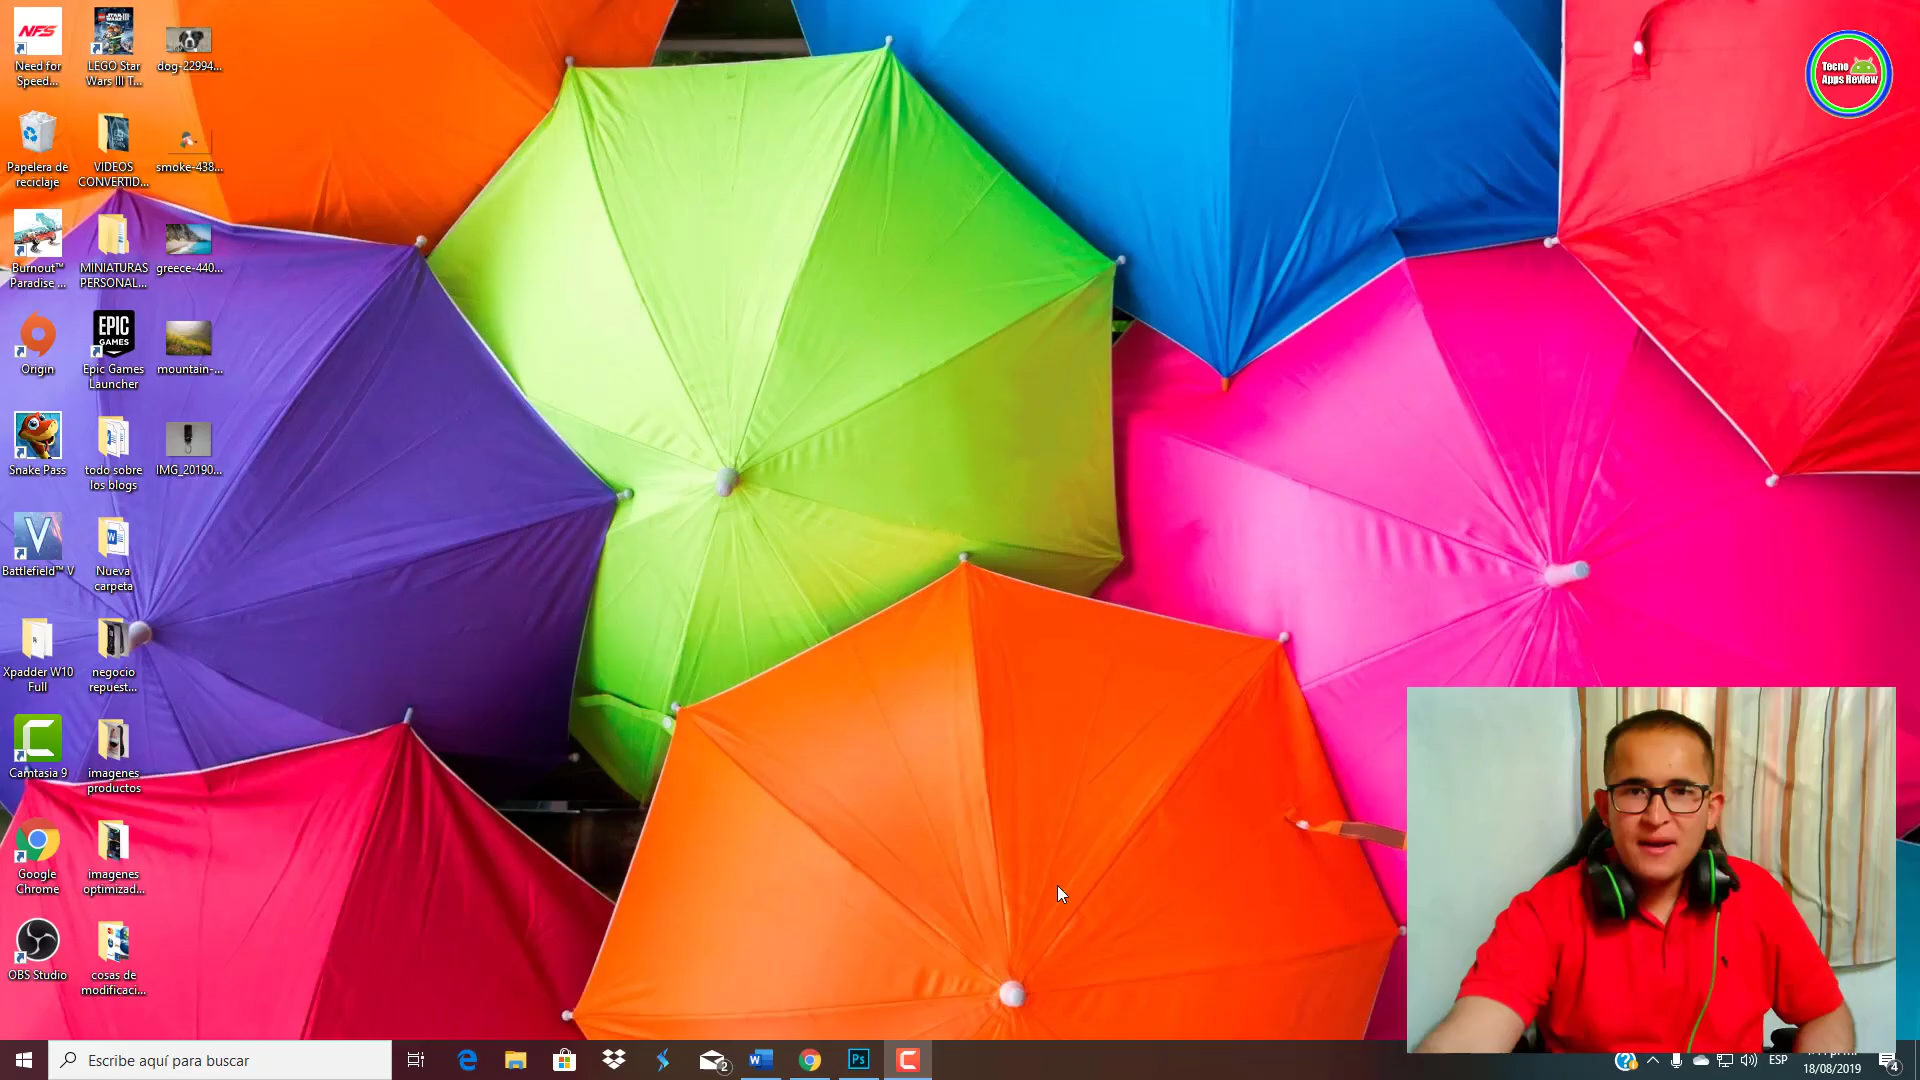 NFS
Need for
Speed...
LEGO Star
Wars III T...
dog-22994...
Papelera de
reciclaje
VIDEOS
CONVERTID...
smoke-438...
Burnout™
Paradise ...
MINIATURAS
PERSONAL...
greece-440...
Origin
EPIC
GAMES
Epic Games
Launcher
mountain-...
Snake Pass
todo sobre
los blogs
IMG_20190...
Battlefield™ V
Nueva
carpeta
Xpadder W10
Full
negocio
repuest...
Camtasia 9
imagenes
productos
Google
Chrome
imagenes
optimizad...
OBS Studio
cosas de
modificaci...
Tecno
Apps Review
Escribe aquí para buscar
2
Ps
ESP
18/08/2019
4